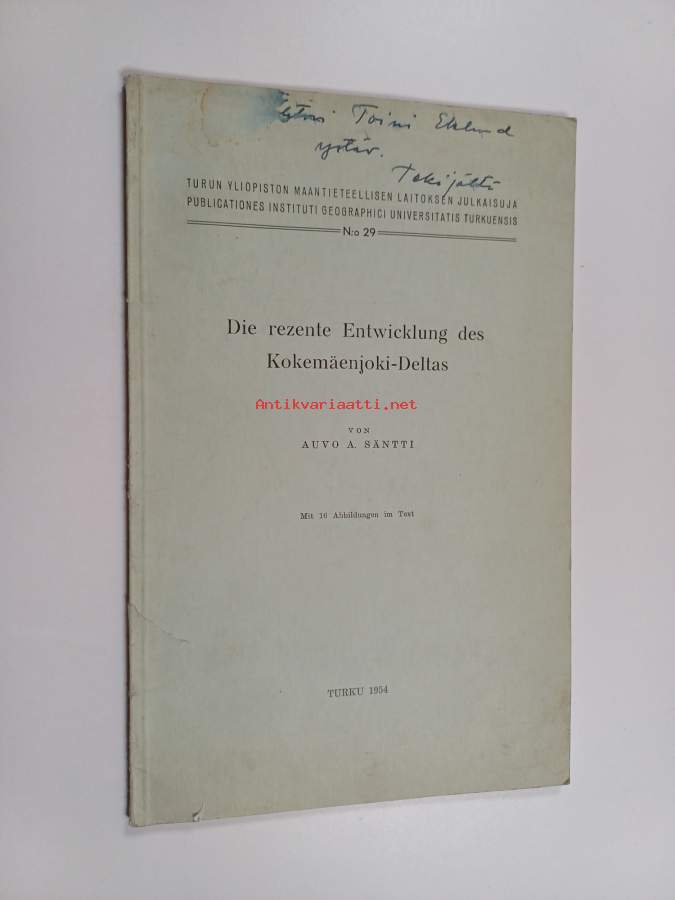 Toini Eklund
ystäv.
Tekijältä
TURUN YLIOPISTON MAANTIETEELLISEN LAITOKSEN JULKAISUJA
PUBLICATIONES INSTITUTI GEOGRAPHICI UNIVERSITATIS TURKUENSIS
N:o 29
Die rezente Entwicklung des
Kokemäenjoki-Deltas
Antikvariaatti.net
VON
AUVO A. SÄNTTI
Mit 16 Abbildungen im Text
TURKU 1954